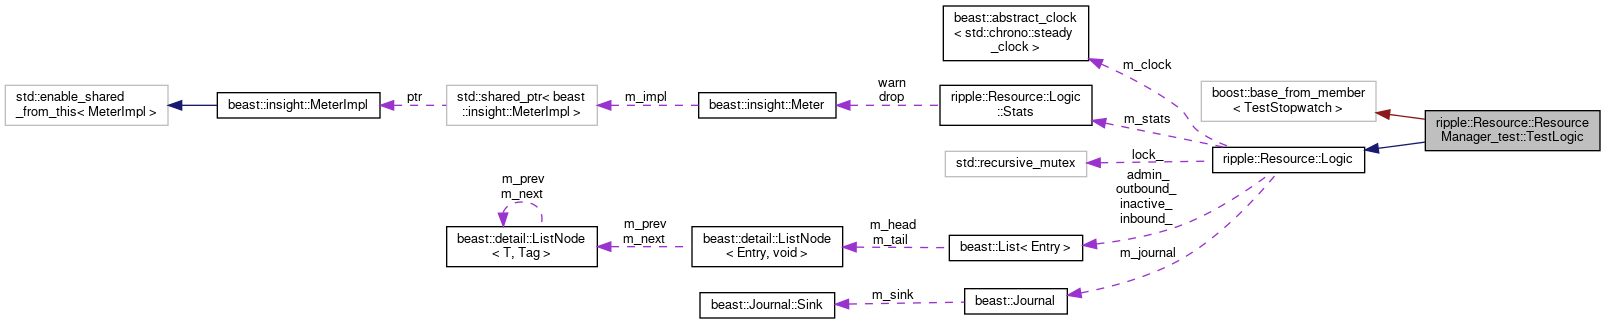 beast::abstract_clock
< std::chrono::steady
_clock >
m_clock
std::enable_shared
_from_this< MeterImpl >
beast::insight::MeterImpl
ptr
std::shared_ptr< beast
::insight::MeterImpl >
m_impl
beast::insight::Meter
warn
drop
ripple::Resource::Logic
::Stats
m_stats
boost::base_from_member
< TestStopwatch >
ripple::Resource::Resource
Manager_test::TestLogic
std::recursive_mutex
lock_
ripple::Resource::Logic
admin_
outbound_
inactive_
inbound_
m_prev
m_next
beast::detail::ListNode
< T, Tag >
m_prev
m_next
beast::detail::ListNode
< Entry, void >
m_head
m_tail
beast::List< Entry >
m_journal
beast::Journal::Sink
m_sink
beast::Journal